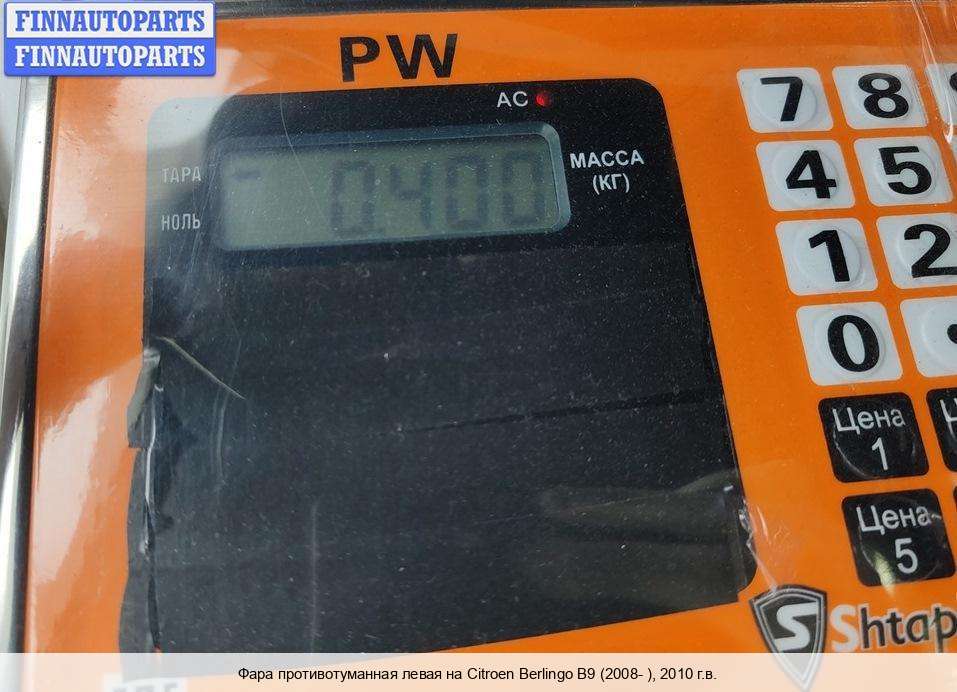 FINNAUTOPARTS
FINNAUTOPARTS
PW
AC
7 8
ТАРА
0.400
МАССА
(КГ)
НОЛЬ
4 5
1 2
0 .
Цена
1
Цена
5
Shtap
Фара противотуманная левая на Citroen Berlingo B9 (2008- ), 2010 г.в.